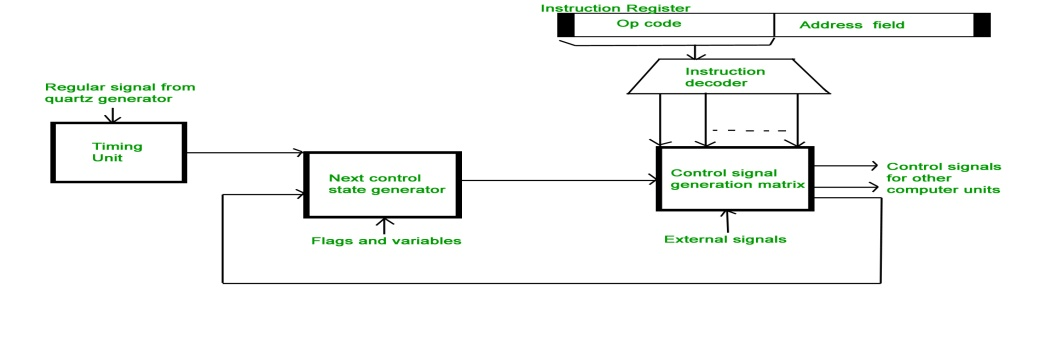 Instruction Register
Op code
Address field
Instruction
decoder
Regular signal from
quartz generator
Timing
Unit
Next control
state generator
Control signal
generation matrix
Control signals
for other
computer units
Flags and variables
External signals